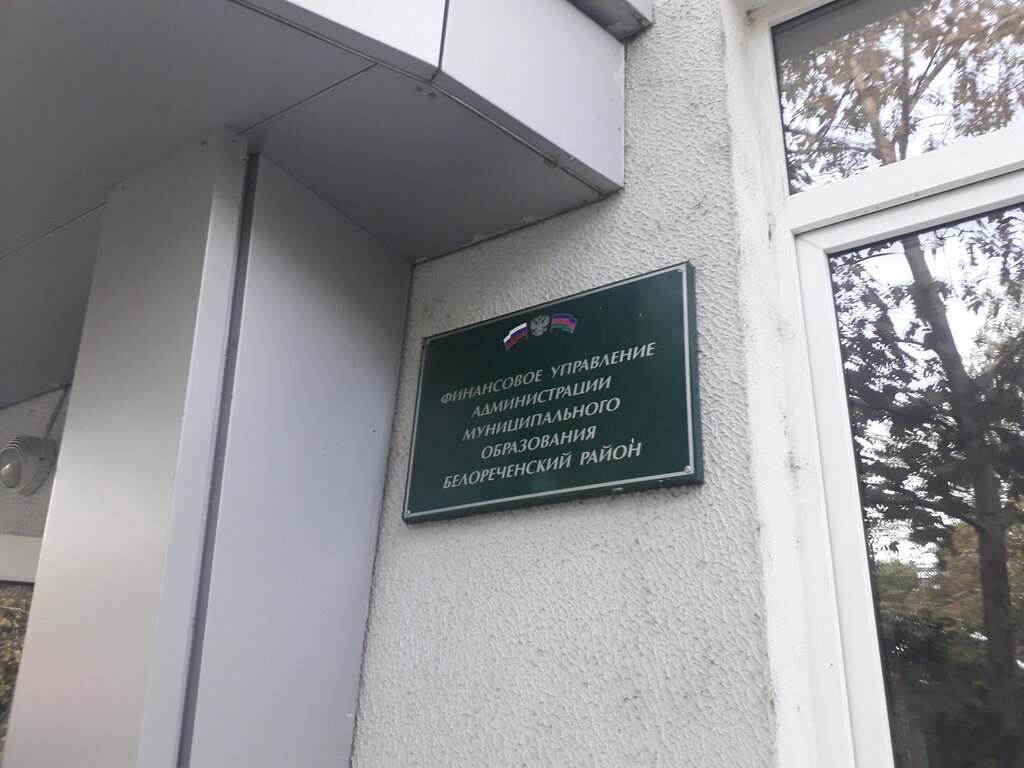 ФИНАНСОВОЕ УПРАВЛЕНИЕ
АДМИНИСТРАЦИИ
МУНИЦИПАЛЬНОГО
ОБРАЗОВАНИЯ
БЕЛОРЕЧЕНСКИЙ РАЙОН